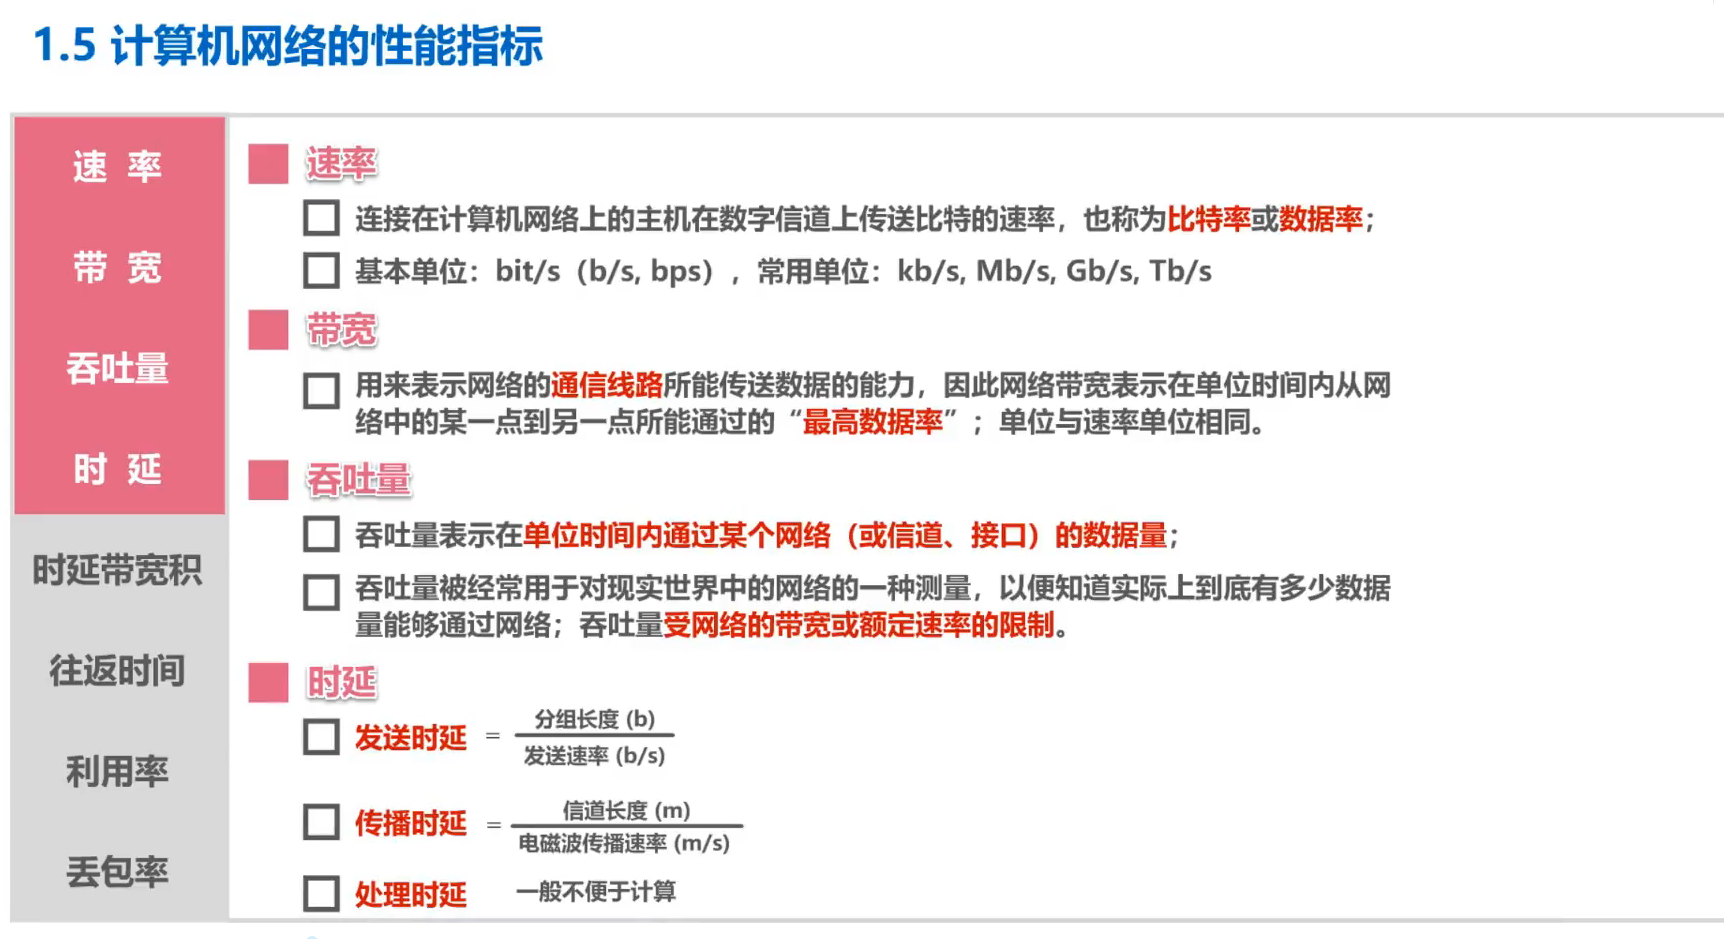 1.5 计算机网络的性能指标
速 率
带 宽
吞吐量
时 延
时延带宽积
往返时间
利用率
丢包率
速率
连接在计算机网络上的主机在数字信道上传送比特的速率，也称为比特率或数据率；
基本单位：bit/s（b/s, bps），常用单位：kb/s, Mb/s, Gb/s, Tb/s
带宽
用来表示网络的通信线路所能传送数据的能力，因此网络带宽表示在单位时间内从网
络中的某一点到另一点所能通过的“最高数据率”；单位与速率单位相同。
吞吐量
吞吐量表示在单位时间内通过某个网络（或信道、接口）的数据量；
吞吐量被经常用于对现实世界中的网络的一种测量，以便知道实际上到底有多少数据
量能够通过网络；吞吐量受网络的带宽或额定速率的限制。
时延
发送时延 =
分组长度 (b)
发送速率 (b/s)
传播时延 =
信道长度 (m)
电磁波传播速率 (m/s)
处理时延 一般不便于计算